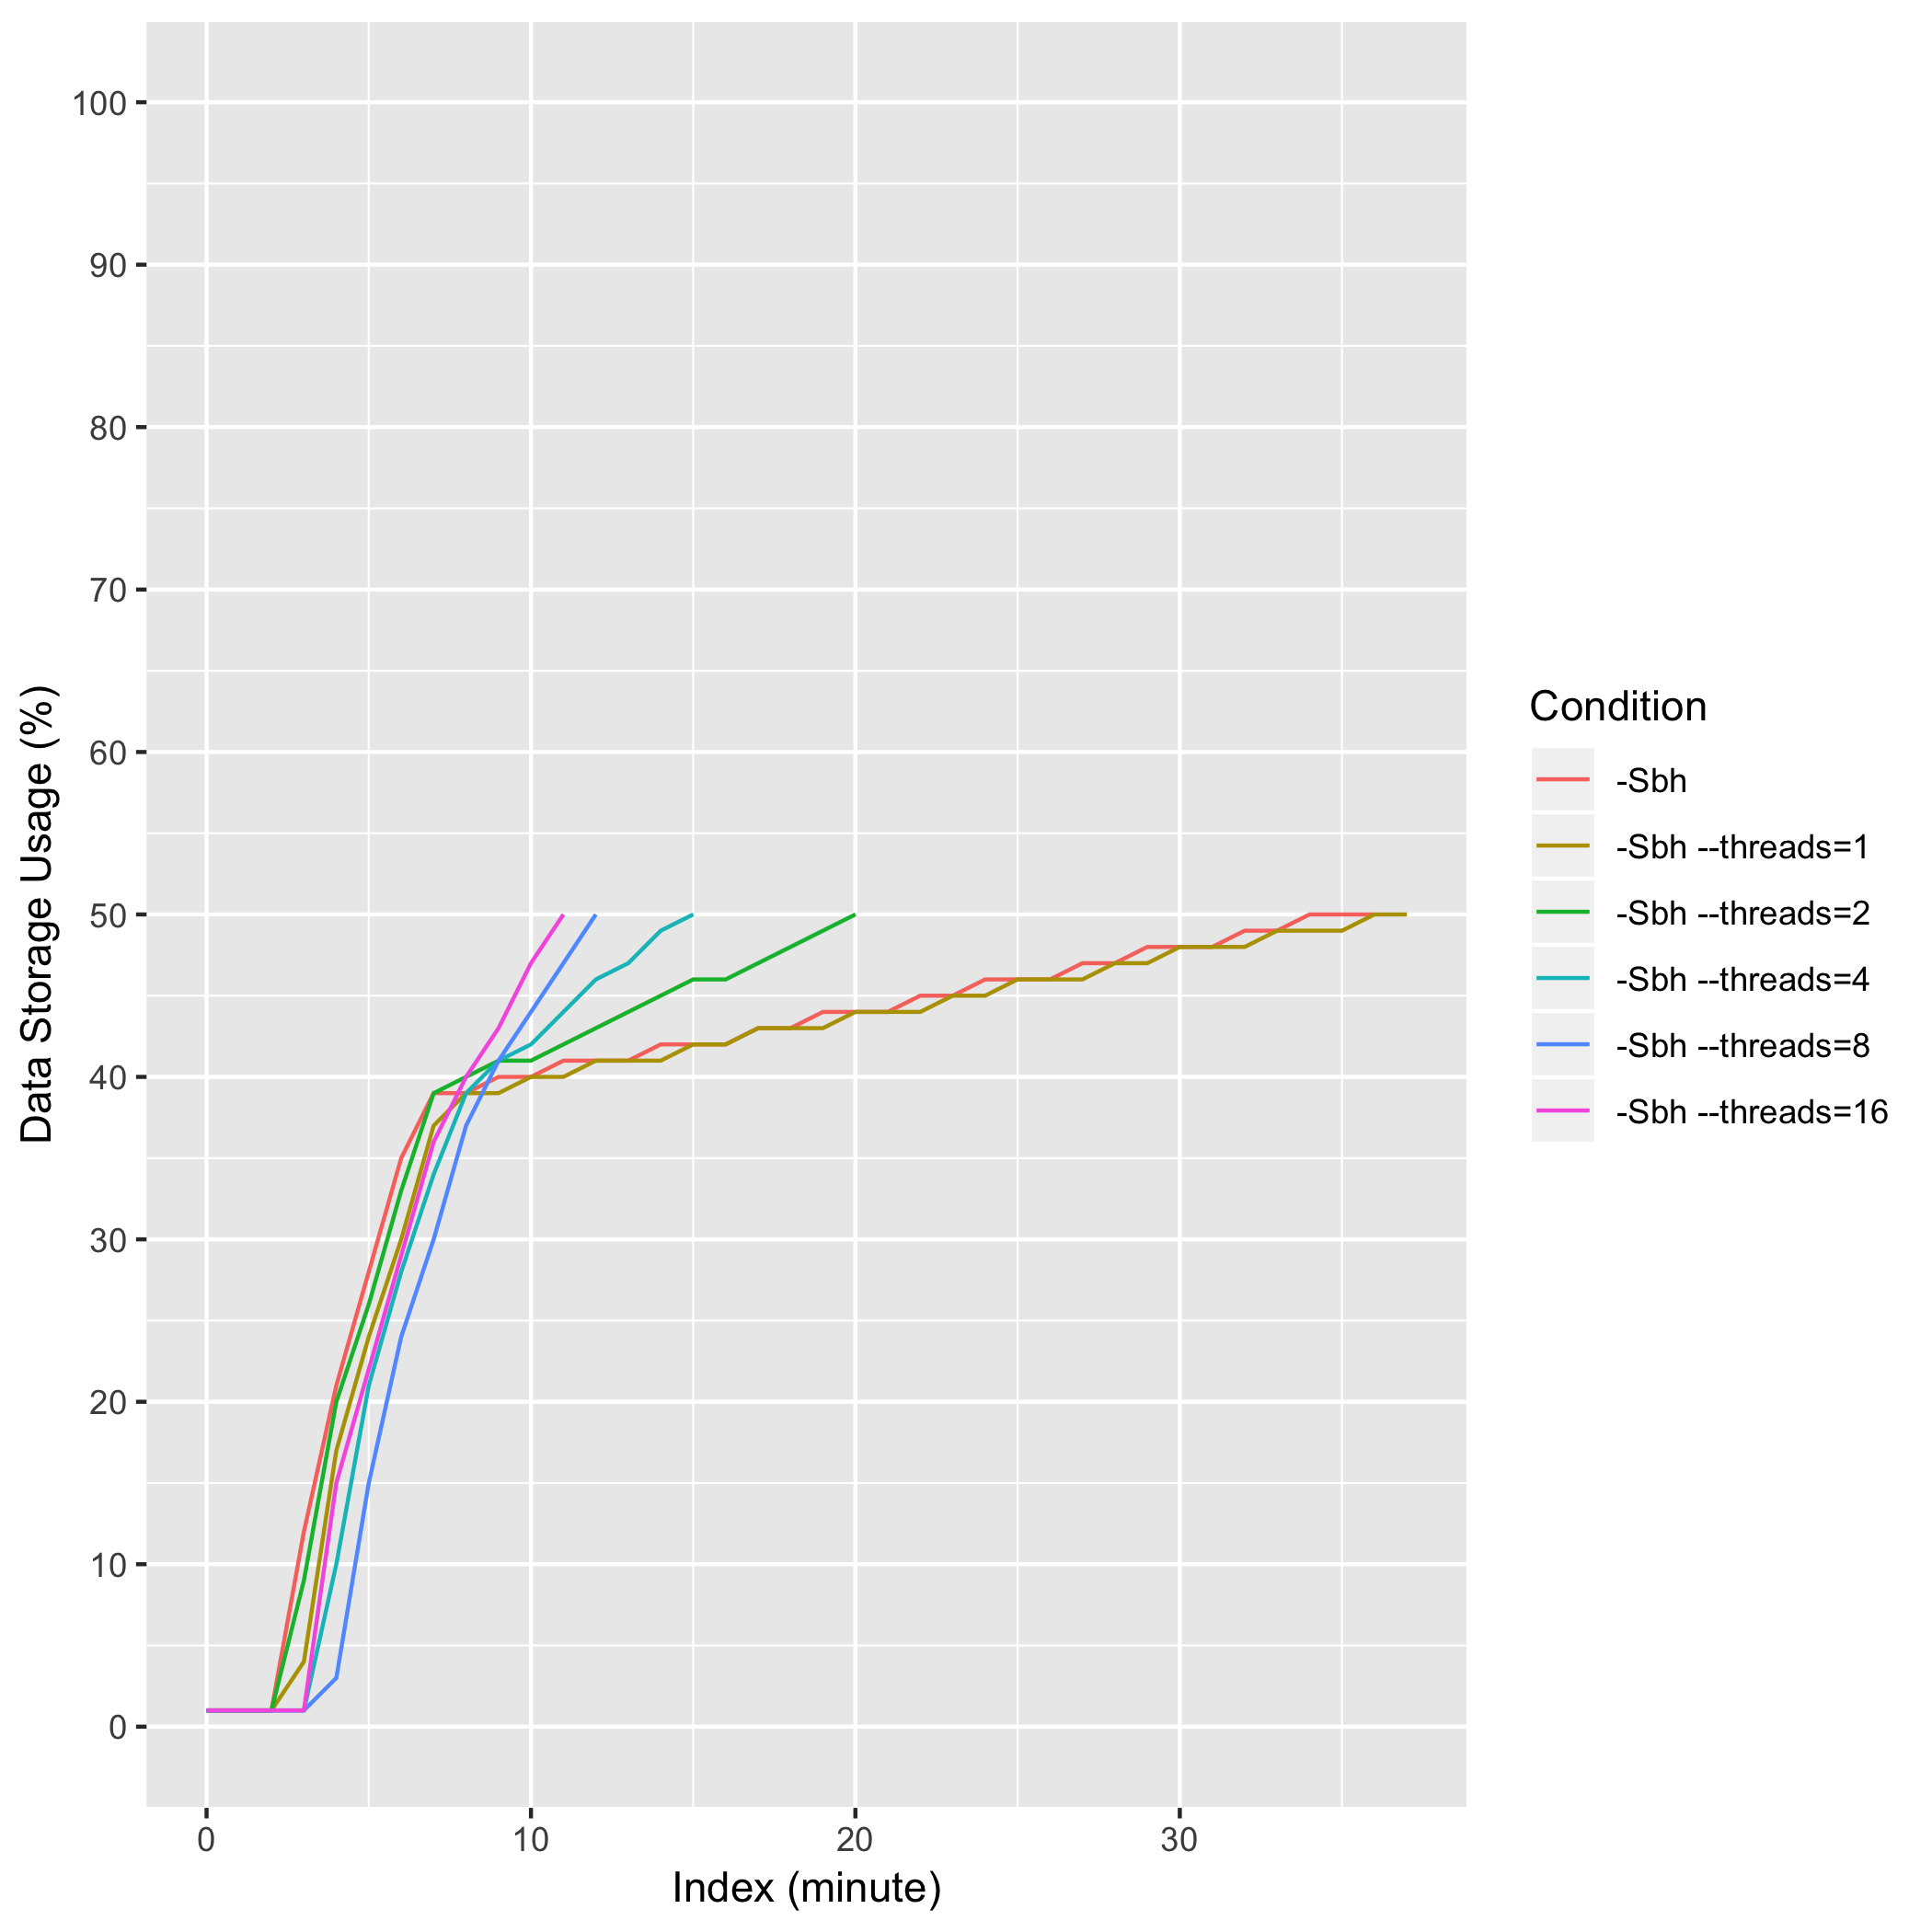 100
90
80
70
60
50
40
30
20
10
0
Data Storage Usage (%)
0 10 20 30
Index (minute)
Condition
-Sbh
-Sbh --threads=1
-Sbh --threads=2
-Sbh --threads=4
-Sbh --threads=8
-Sbh --threads=16